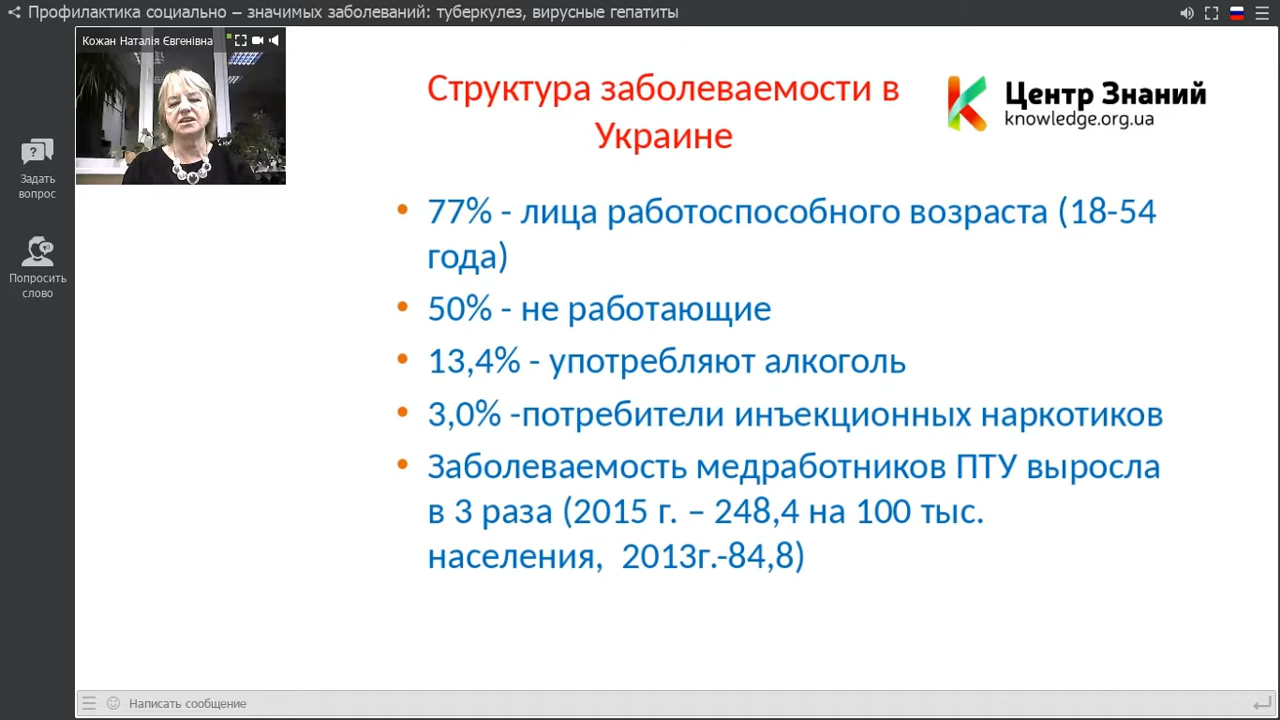 Профилактика социально – значимых заболеваний: туберкулез, вирусные гепатиты
Кожан Наталія Євгенівна
Задать
вопрос
Попросить
слово
Структура заболеваемости в
Украине
Центр Знаний
knowledge.org.ua
• 77% - лица работоспособного возраста (18-54
года)
• 50% - не работающие
• 13,4% - употребляют алкоголь
• 3,0% -потребители инъекционных наркотиков
• Заболеваемость медработников ПТУ выросла
в 3 раза (2015 г. – 248,4 на 100 тыс.
населения, 2013г.-84,8)
Написать сообщение